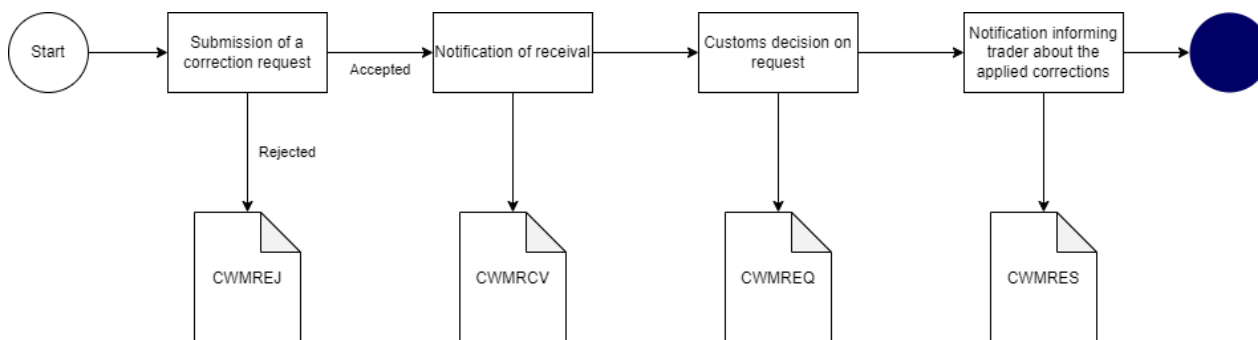 Start
Submission of a
correction request
Accepted
Notification of receival
Customs decision on
request
Notification informing
trader about the
applied corrections
Rejected
CWMREJ
CWMRCV
CWMREQ
CWMRES